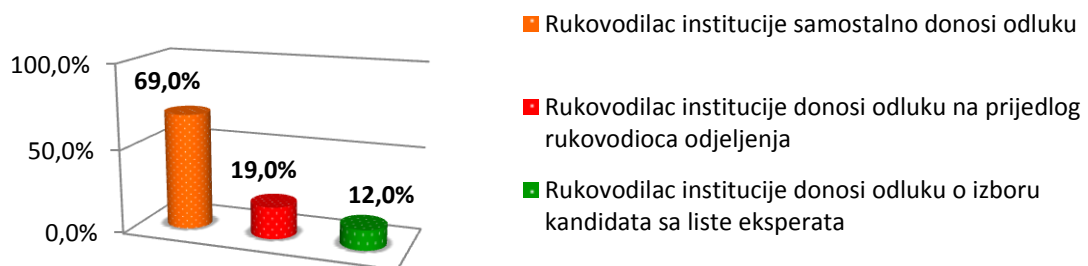 100,0%
50,0%
0,0%
69,0%
19,0%
12,0%
Rukovodilac institucije samostalno donosi odluku
Rukovodilac institucije donosi odluku na prijedlog
rukovodioca odjeljenja
Rukovodilac institucije donosi odluku o izboru
kandidata sa liste eksperata